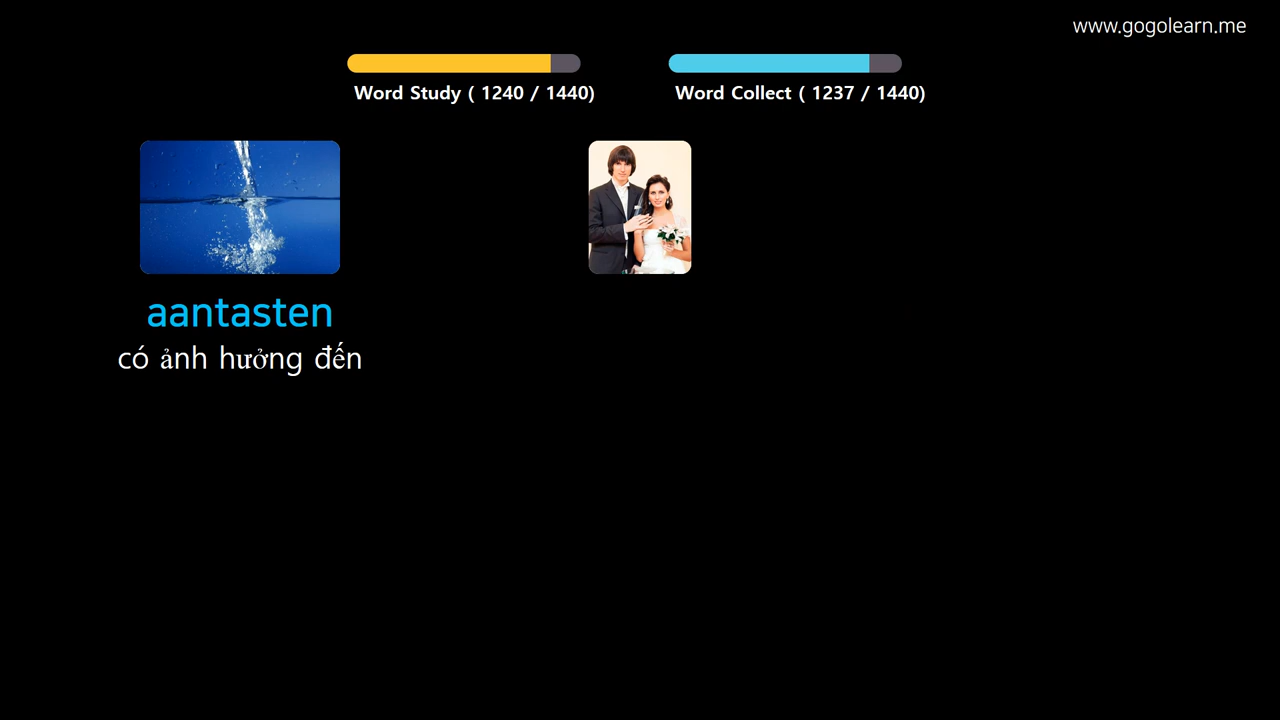 www.gogolearn.me
Word Study ( 1240 / 1440)
Word Collect ( 1237 / 1440)
aantasten
có ảnh hưởng đến